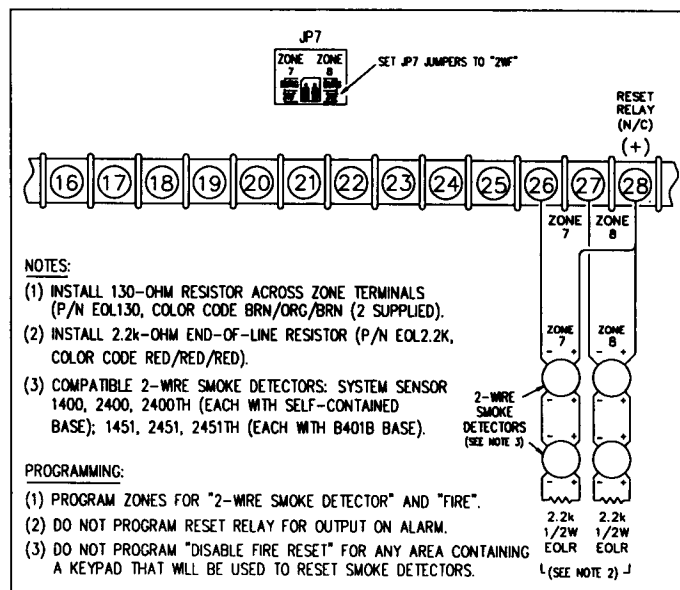 JP7
ZONE ZONE
7 8
SET JP7 JUMPERS TO "2WF"
RESET
RELAY
(N/C)
(+)
16 17 18 19 20 21 22 23 24 25 26 27 28
ZONE ZONE
7 8
NOTES:
(1) INSTALL 130-OHM RESISTOR ACROSS ZONE TERMINALS
(P/N EOL130, COLOR CODE BRN/ORG/BRN (2 SUPPLIED).
(2) INSTALL 2.2k-OHM END-OF-LINE RESISTOR (P/N EOL2.2K,
COLOR CODE RED/RED/RED).
(3) COMPATIBLE 2-WIRE SMOKE DETECTORS: SYSTEM SENSOR
1400, 2400, 2400TH (EACH WITH SELF-CONTAINED
BASE); 1451, 2451, 2451TH (EACH WITH B401B BASE).
ZONE ZONE
7 8
- + - +
2-WIRE
SMOKE
DETECTORS
(SEE NOTE 3)
- + - +
- + - +
- + - +
2.2k 2.2k
1/2W 1/2W
EOLR EOLR
(SEE NOTE 2)
PROGRAMMING:
(1) PROGRAM ZONES FOR "2-WIRE SMOKE DETECTOR" AND "FIRE".
(2) DO NOT PROGRAM RESET RELAY FOR OUTPUT ON ALARM.
(3) DO NOT PROGRAM "DISABLE FIRE RESET" FOR ANY AREA CONTAINING
A KEYPAD THAT WILL BE USED TO RESET SMOKE DETECTORS.